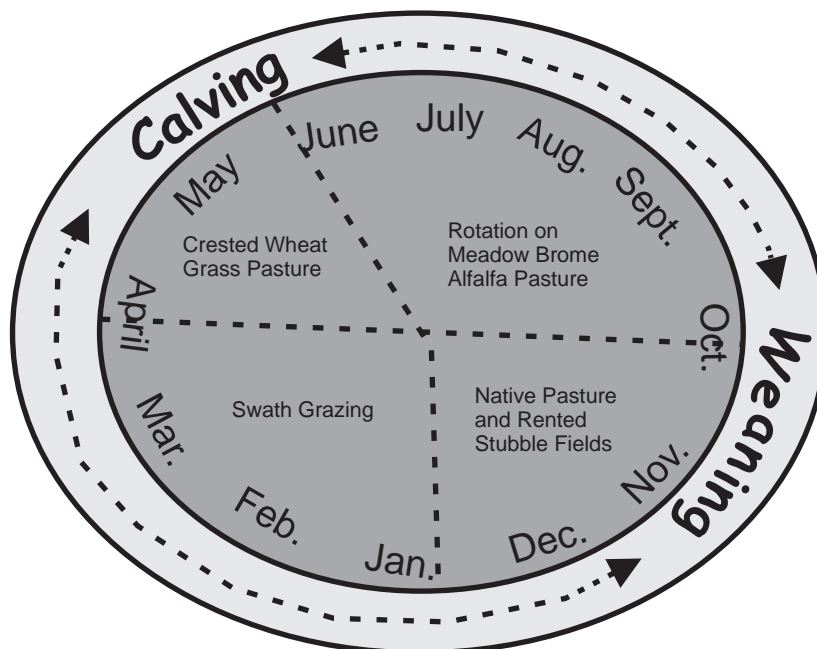 Calving
June
July
Aug.
Sept.
May
Crested Wheat
Grass Pasture
Rotation on
Meadow Brome
Alfalfa Pasture
April
Oct.
Weaning
Mar.
Swath Grazing
Native Pasture
and Rented
Stubble Fields
Nov.
Feb.
Jan.
Dec.